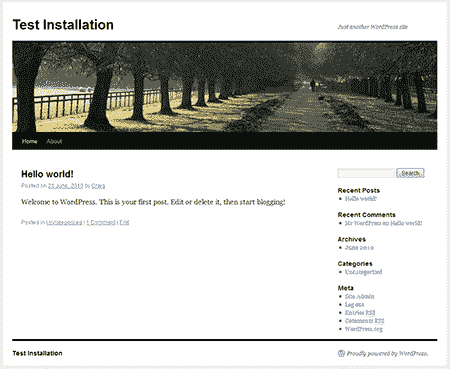 Test Installation
Just another WordPress site
Home About
Hello world!
Posted on 25 June, 2010 by Craig
Welcome to WordPress. This is your first post. Edit or delete it, then start blogging!
Posted in Uncategorized | 1 Comment | Edit
Search
Recent Posts
Hello world!
Recent Comments
Mr WordPress on Hello world!
Archives
June 2010
Categories
Uncategorized
Meta
Site Admin
Log out
Entries RSS
Comments RSS
WordPress.org
Test Installation
Proudly powered by WordPress.